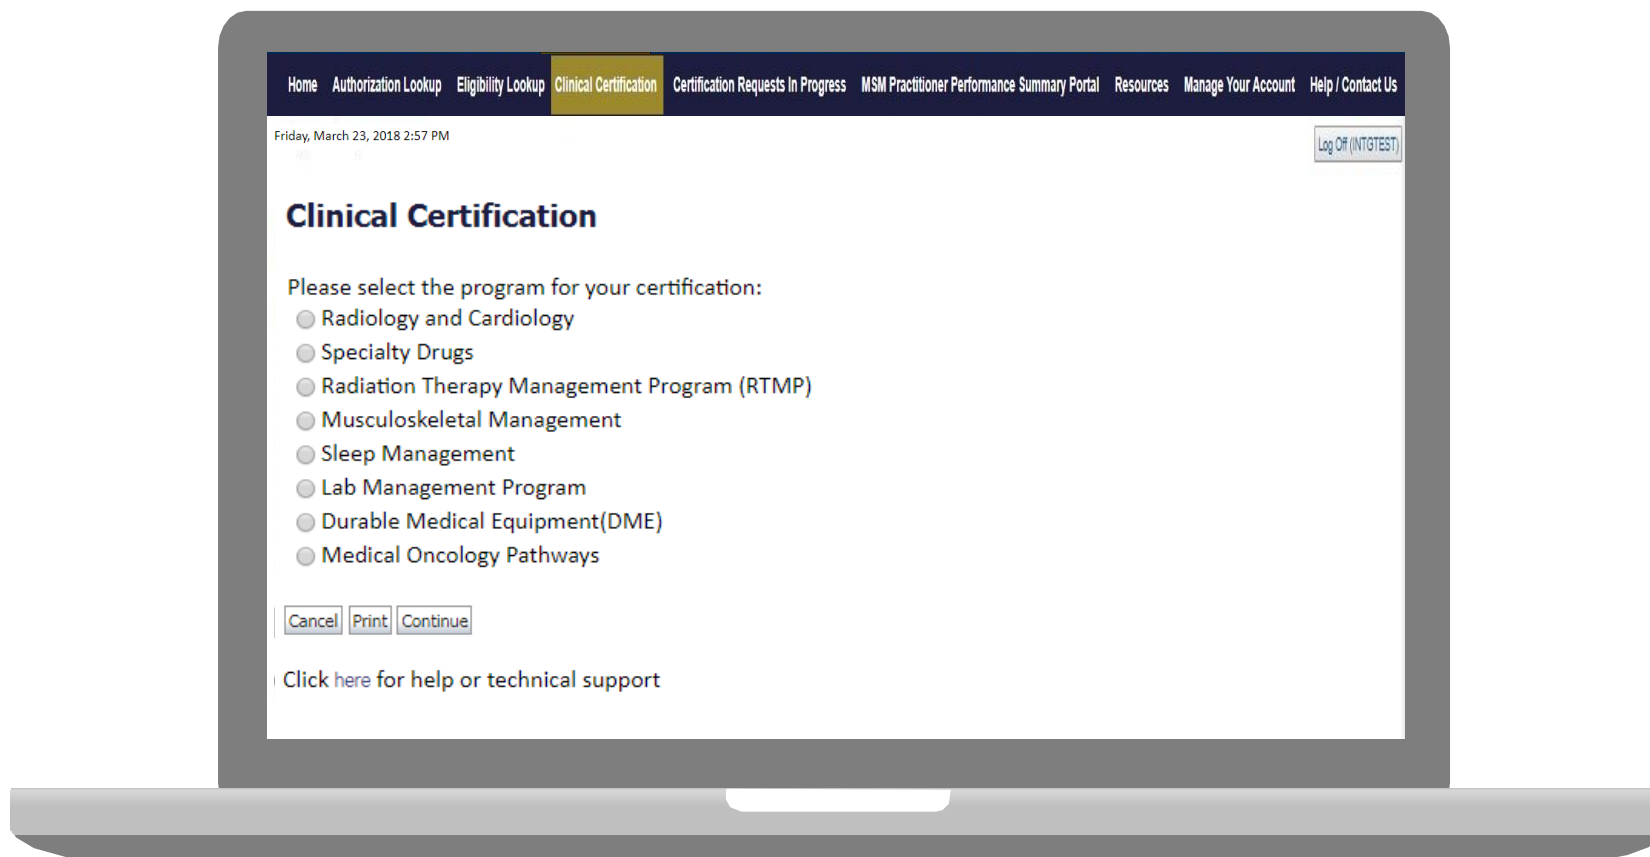 Home Authorization Lookup Eligibility Lookup Clinical Certification Certification Requests In Progress MSM Practitioner Performance Summary Portal Resources Manage Your Account Help / Contact Us
Friday, March 23, 2018 2:57 PM
Log Off (INTGTEST)
Clinical Certification
Please select the program for your certification:
Radiology and Cardiology
Specialty Drugs
Radiation Therapy Management Program (RTMP)
Musculoskeletal Management
Sleep Management
Lab Management Program
Durable Medical Equipment(DME)
Medical Oncology Pathways
Cancel Print Continue
Click here for help or technical support